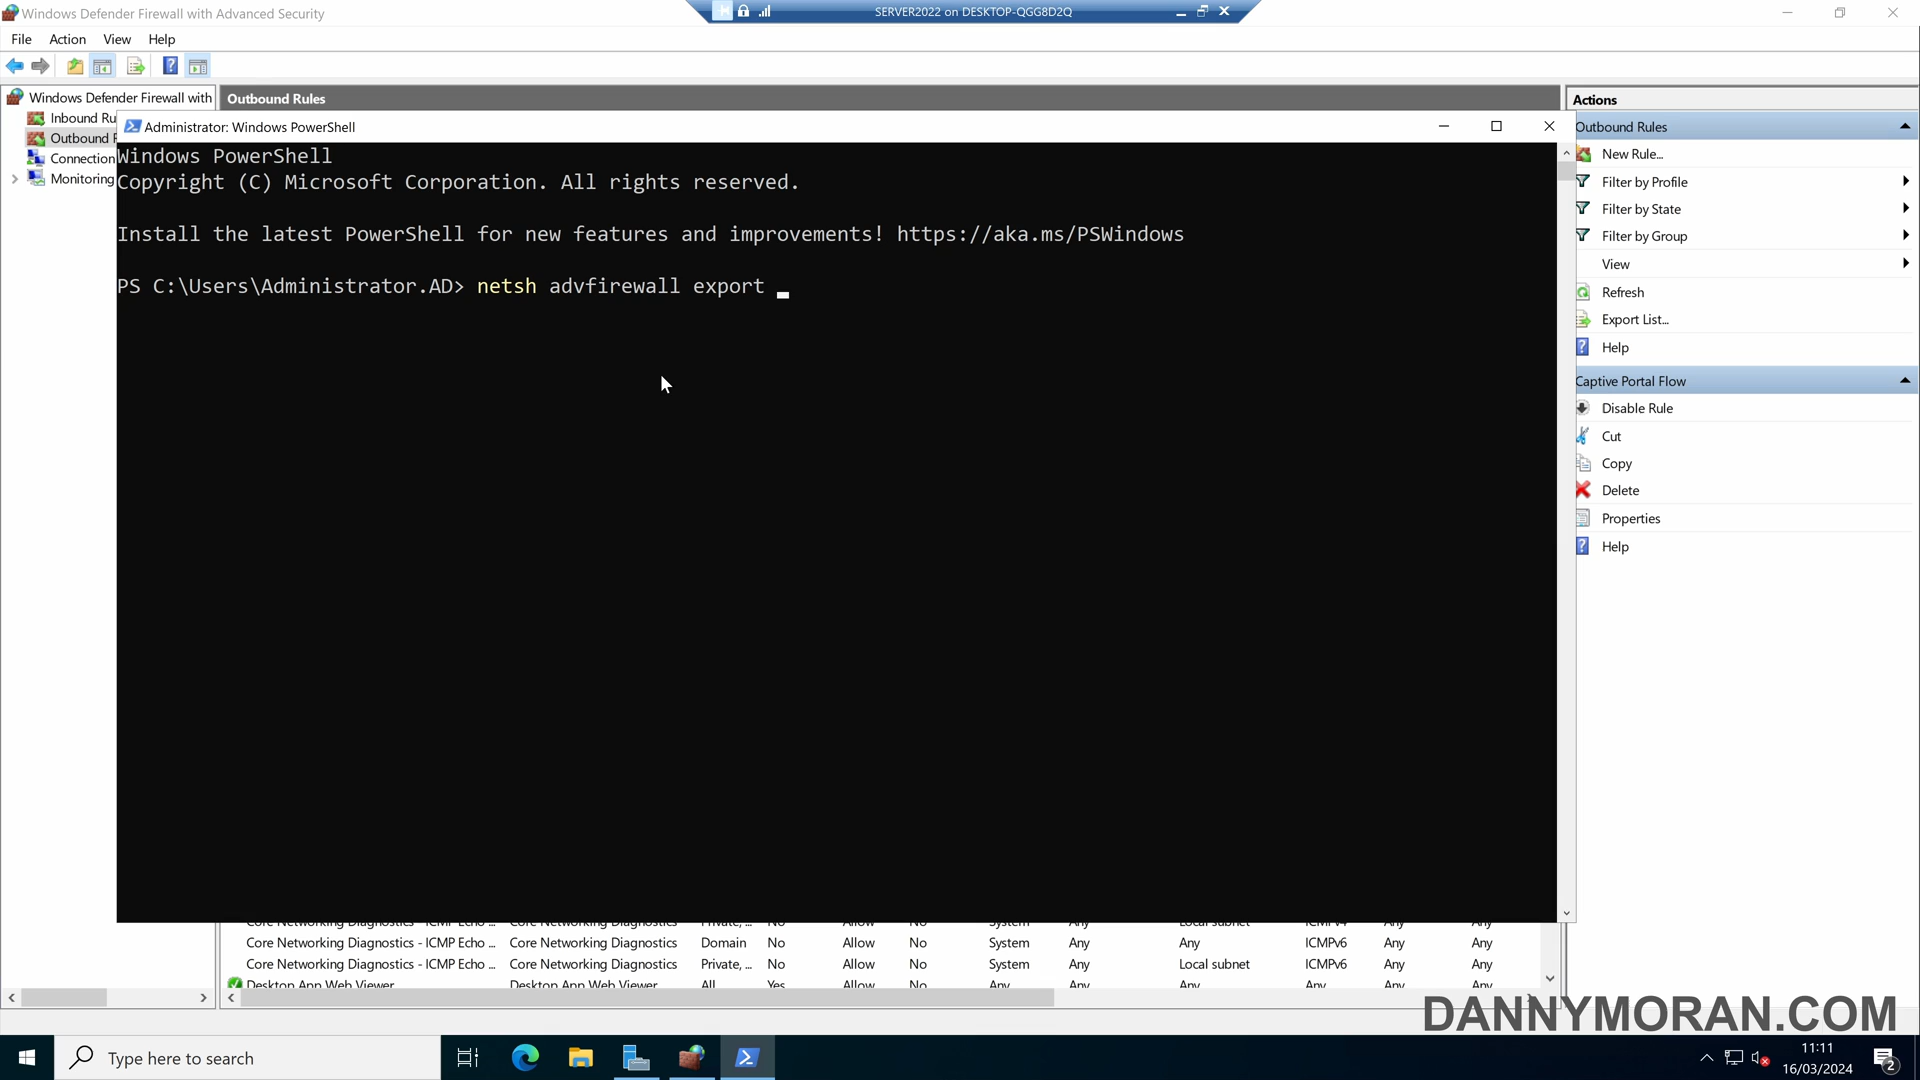 Windows Defender Firewall with Advanced Security
SERVER2022 on DESKTOP-QGG8D2Q
File Action View Help
Windows Defender Firewall with
Inbound Ru
Outbound R
Connection
Monitoring
Outbound Rules
Administrator: Windows PowerShell
Windows PowerShell
Copyright (C) Microsoft Corporation. All rights reserved.
Install the latest PowerShell for new features and improvements! https://aka.ms/PSWindows
PS C:\Users\Administrator.AD> netsh advfirewall export
Actions
Outbound Rules
New Rule...
Filter by Profile
Filter by State
Filter by Group
View
Refresh
Export List...
Help
Captive Portal Flow
Disable Rule
Cut
Copy
Delete
Properties
Help
Core Networking Diagnostics - ICMP Echo ... Core Networking Diagnostics Private, ... No Allow No System Any Local subnet ICMPv4 Any Any
Core Networking Diagnostics - ICMP Echo ... Core Networking Diagnostics Domain No Allow No System Any Any ICMPv6 Any Any
Core Networking Diagnostics - ICMP Echo ... Core Networking Diagnostics Private, ... No Allow No System Any Local subnet ICMPv6 Any Any
Desktop App Web Viewer Desktop App Web Viewer All Yes Allow No Any Any Any Any Any Any
DANNYMORAN.COM
Type here to search
11:11
16/03/2024
2